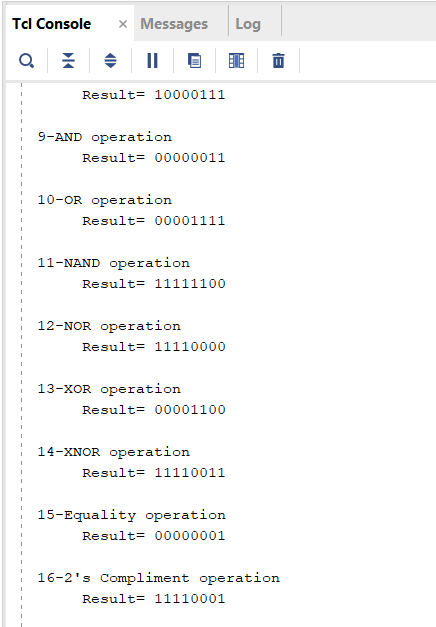 Tcl Console × Messages Log
Result= 10000111
9-AND operation
Result= 00000011
10-OR operation
Result= 00001111
11-NAND operation
Result= 11111100
12-NOR operation
Result= 11110000
13-XOR operation
Result= 00001100
14-XNOR operation
Result= 11110011
15-Equality operation
Result= 00000001
16-2's Compliment operation
Result= 11110001